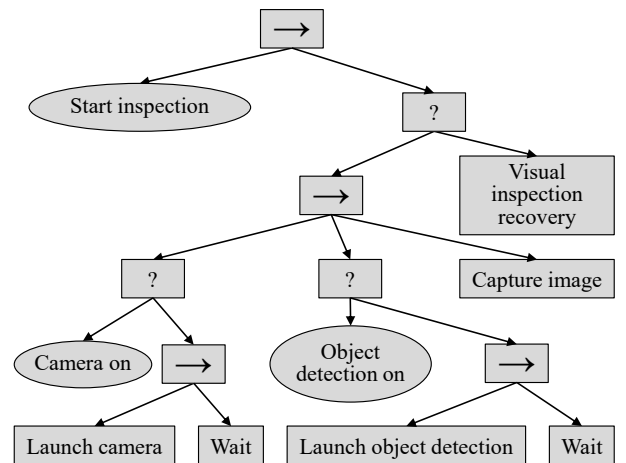 →
Start inspection
?
Visual
inspection
recovery
→
?
?
Capture image
Camera on
→
Object
detection on
→
Launch camera
Wait
Launch object detection
Wait